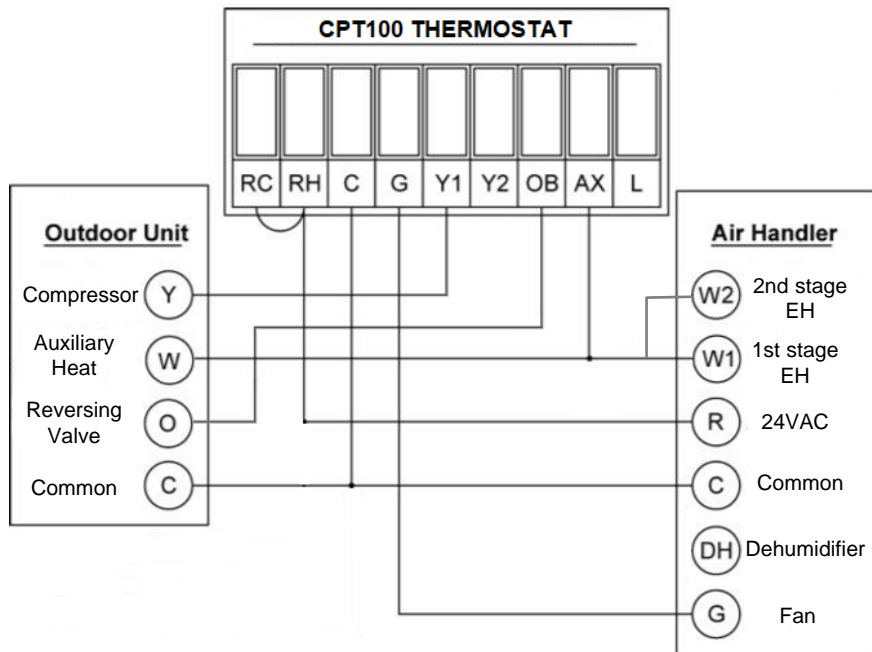 CPT100 THERMOSTAT
RC RH C G Y1 Y2 OB AX L
Outdoor Unit
Compressor Y
Auxiliary
Heat
W
Reversing
Valve
O
Common C
Air Handler
W2 2nd stage
EH
W1 1st stage
EH
R 24VAC
C Common
DH Dehumidifier
G Fan